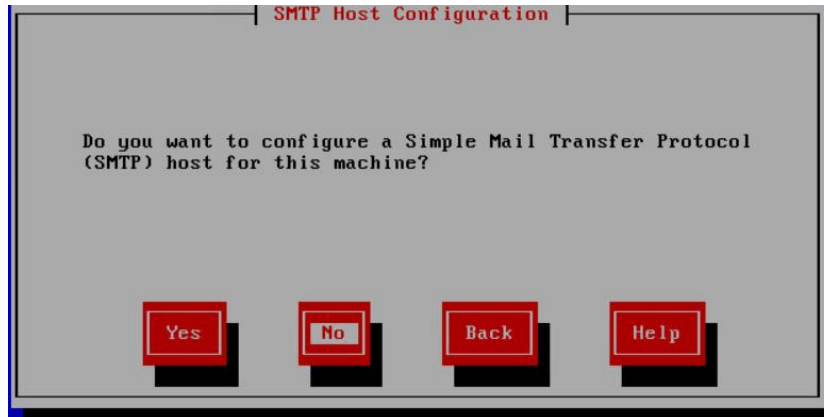 SMTP Host Configuration
Do you want to configure a Simple Mail Transfer Protocol
(SMTP) host for this machine?
Yes No Back Help